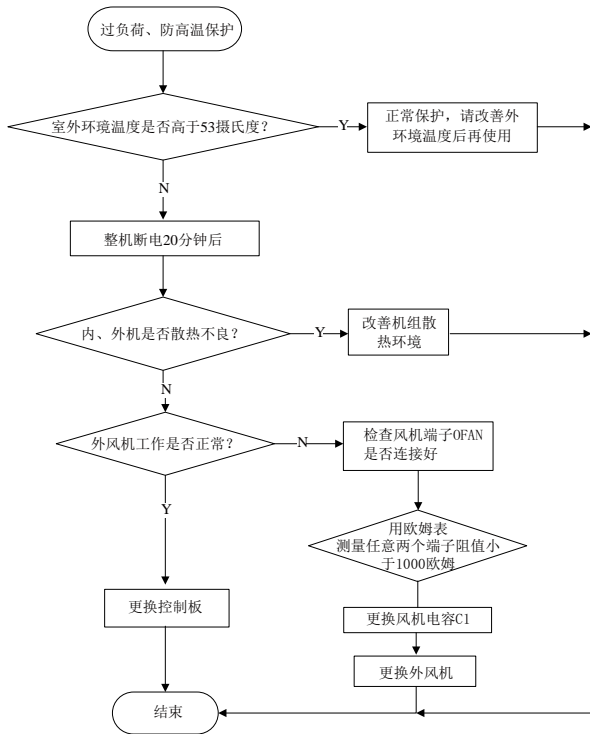 过负荷、防高温保护
室外环境温度是否高于53摄氏度？
Y
正常保护，请改善外
环境温度后再使用
N
整机断电20分钟后
内、外机是否散热不良？
Y
改善机组散
热环境
N
外风机工作是否正常？
N
检查风机端子OFAN
是否连接好
Y
用欧姆表
测量任意两个端子阻值小
于1000欧姆
更换控制板
更换风机电容C1
更换外风机
结束